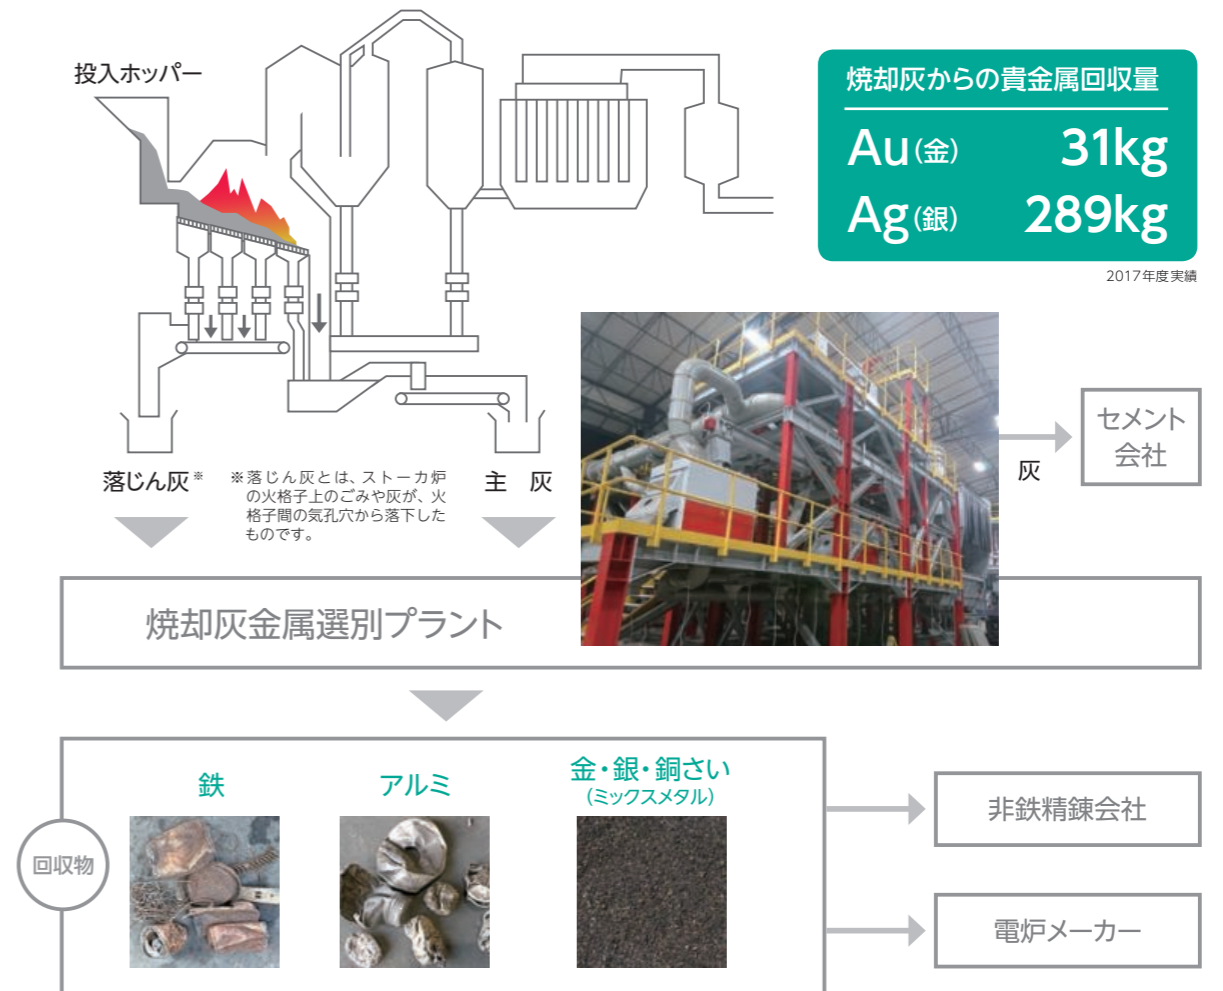 投入ホッパー
焼却灰からの貴金属回収量
Au(金) 31kg
Ag(銀) 289kg
2017年度実績
セメント
会社
灰
落じん灰※
※落じん灰とは、ストーカ炉
の火格子上のごみや灰が、火
格子間の気孔穴から落下した
ものです。
主 灰
焼却灰金属選別プラント
回収物
鉄
アルミ
金・銀・銅さい
(ミックスメタル)
非鉄精錬会社
電炉メーカー